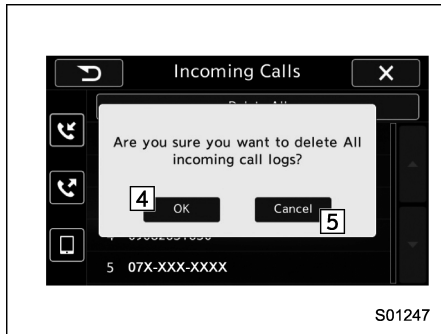 Incoming Calls
Are you sure you want to delete All
incoming call logs?
4
OK
Cancel
5
5 07X-XXX-XXXX
S01247